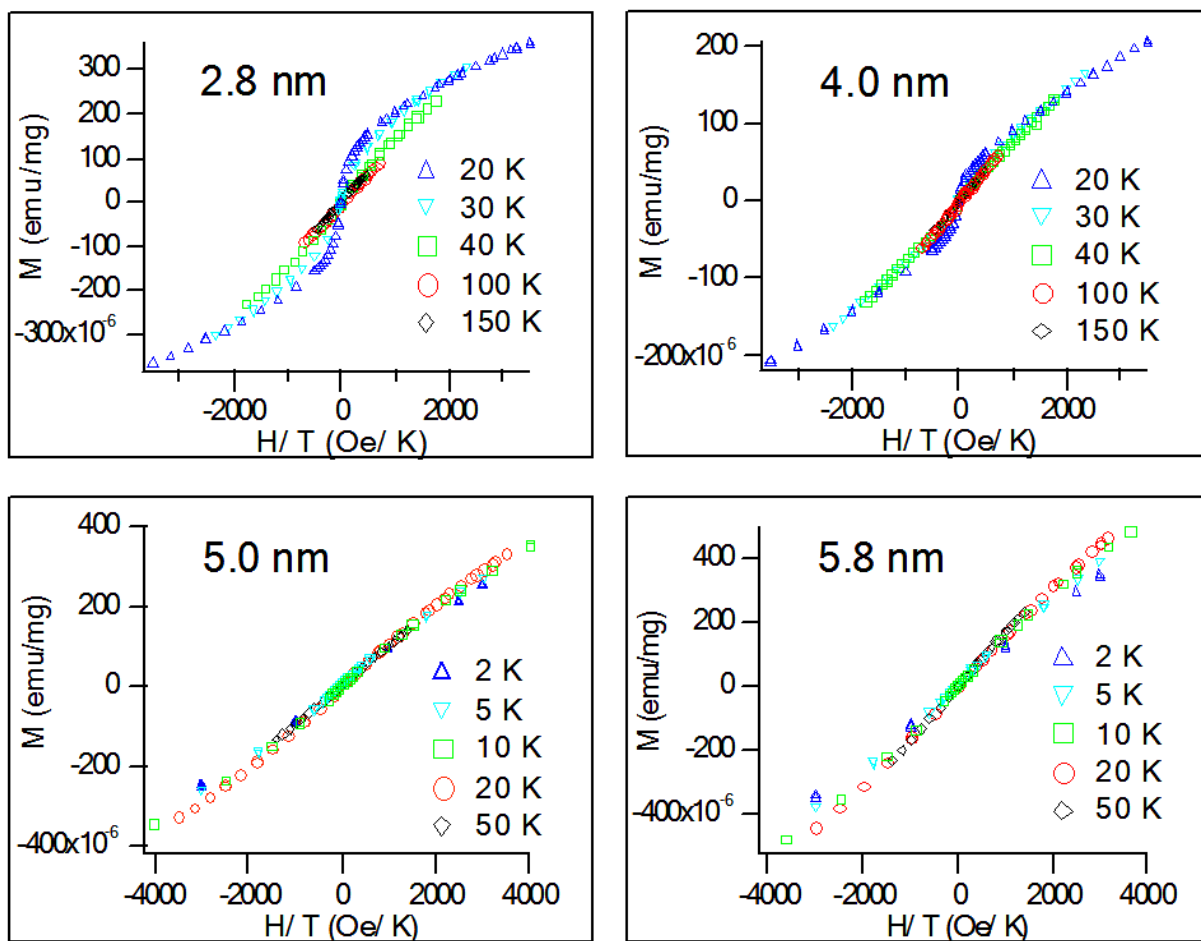 2.8 nm
300
200
100
0
-100
-200
-300x10-6
M (emu/mg)
20 K
30 K
40 K
100 K
150 K
-2000 0 2000
H/ T (Oe/ K)
4.0 nm
200
100
0
-100
-200x10-6
M (emu/mg)
20 K
30 K
40 K
100 K
150 K
-2000 0 2000
H/ T (Oe/ K)
5.0 nm
400
200
0
-200
-400x10-6
M (emu/mg)
2 K
5 K
10 K
20 K
50 K
-4000 -2000 0 2000 4000
H/ T (Oe/ K)
5.8 nm
400
200
0
-200
-400x10-6
M (emu/mg)
2 K
5 K
10 K
20 K
50 K
-4000 -2000 0 2000 4000
H/ T (Oe/ K)